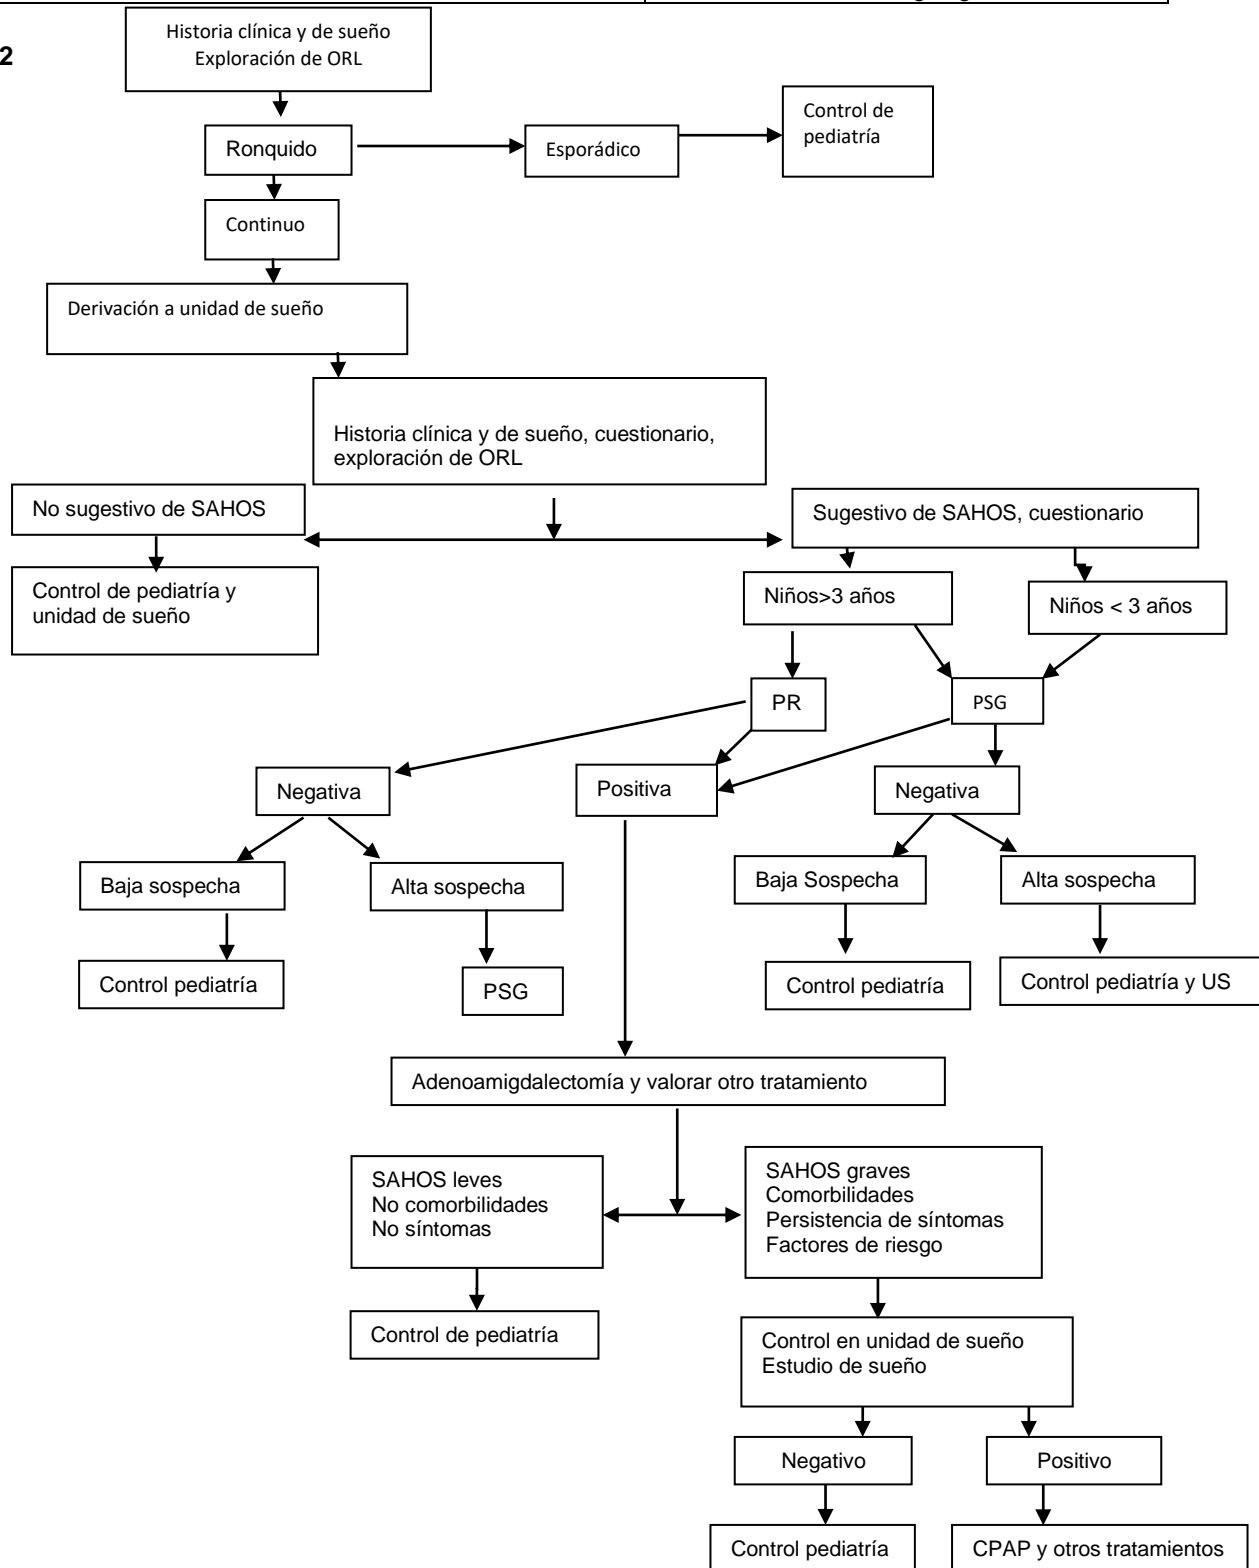 2
Historia clínica y de sueño
Exploración de ORL
Ronquido
Esporádico
Control de
pediatría
Continuo
Derivación a unidad de sueño
Historia clínica y de sueño, cuestionario,
exploración de ORL
No sugestivo de SAHOS
Sugestivo de SAHOS, cuestionario
Control de pediatría y
unidad de sueño
Niños>3 años
Niños < 3 años
PR
PSG
Negativa
Positiva
Negativa
Baja sospecha
Alta sospecha
Baja Sospecha
Alta sospecha
Control pediatría
PSG
Control pediatría
Control pediatría y US
Adenoamigdalectomía y valorar otro tratamiento
SAHOS leves
No comorbilidades
No síntomas
SAHOS graves
Comorbilidades
Persistencia de síntomas
Factores de riesgo
Control de pediatría
Control en unidad de sueño
Estudio de sueño
Negativo
Positivo
Control pediatría
CPAP y otros tratamientos